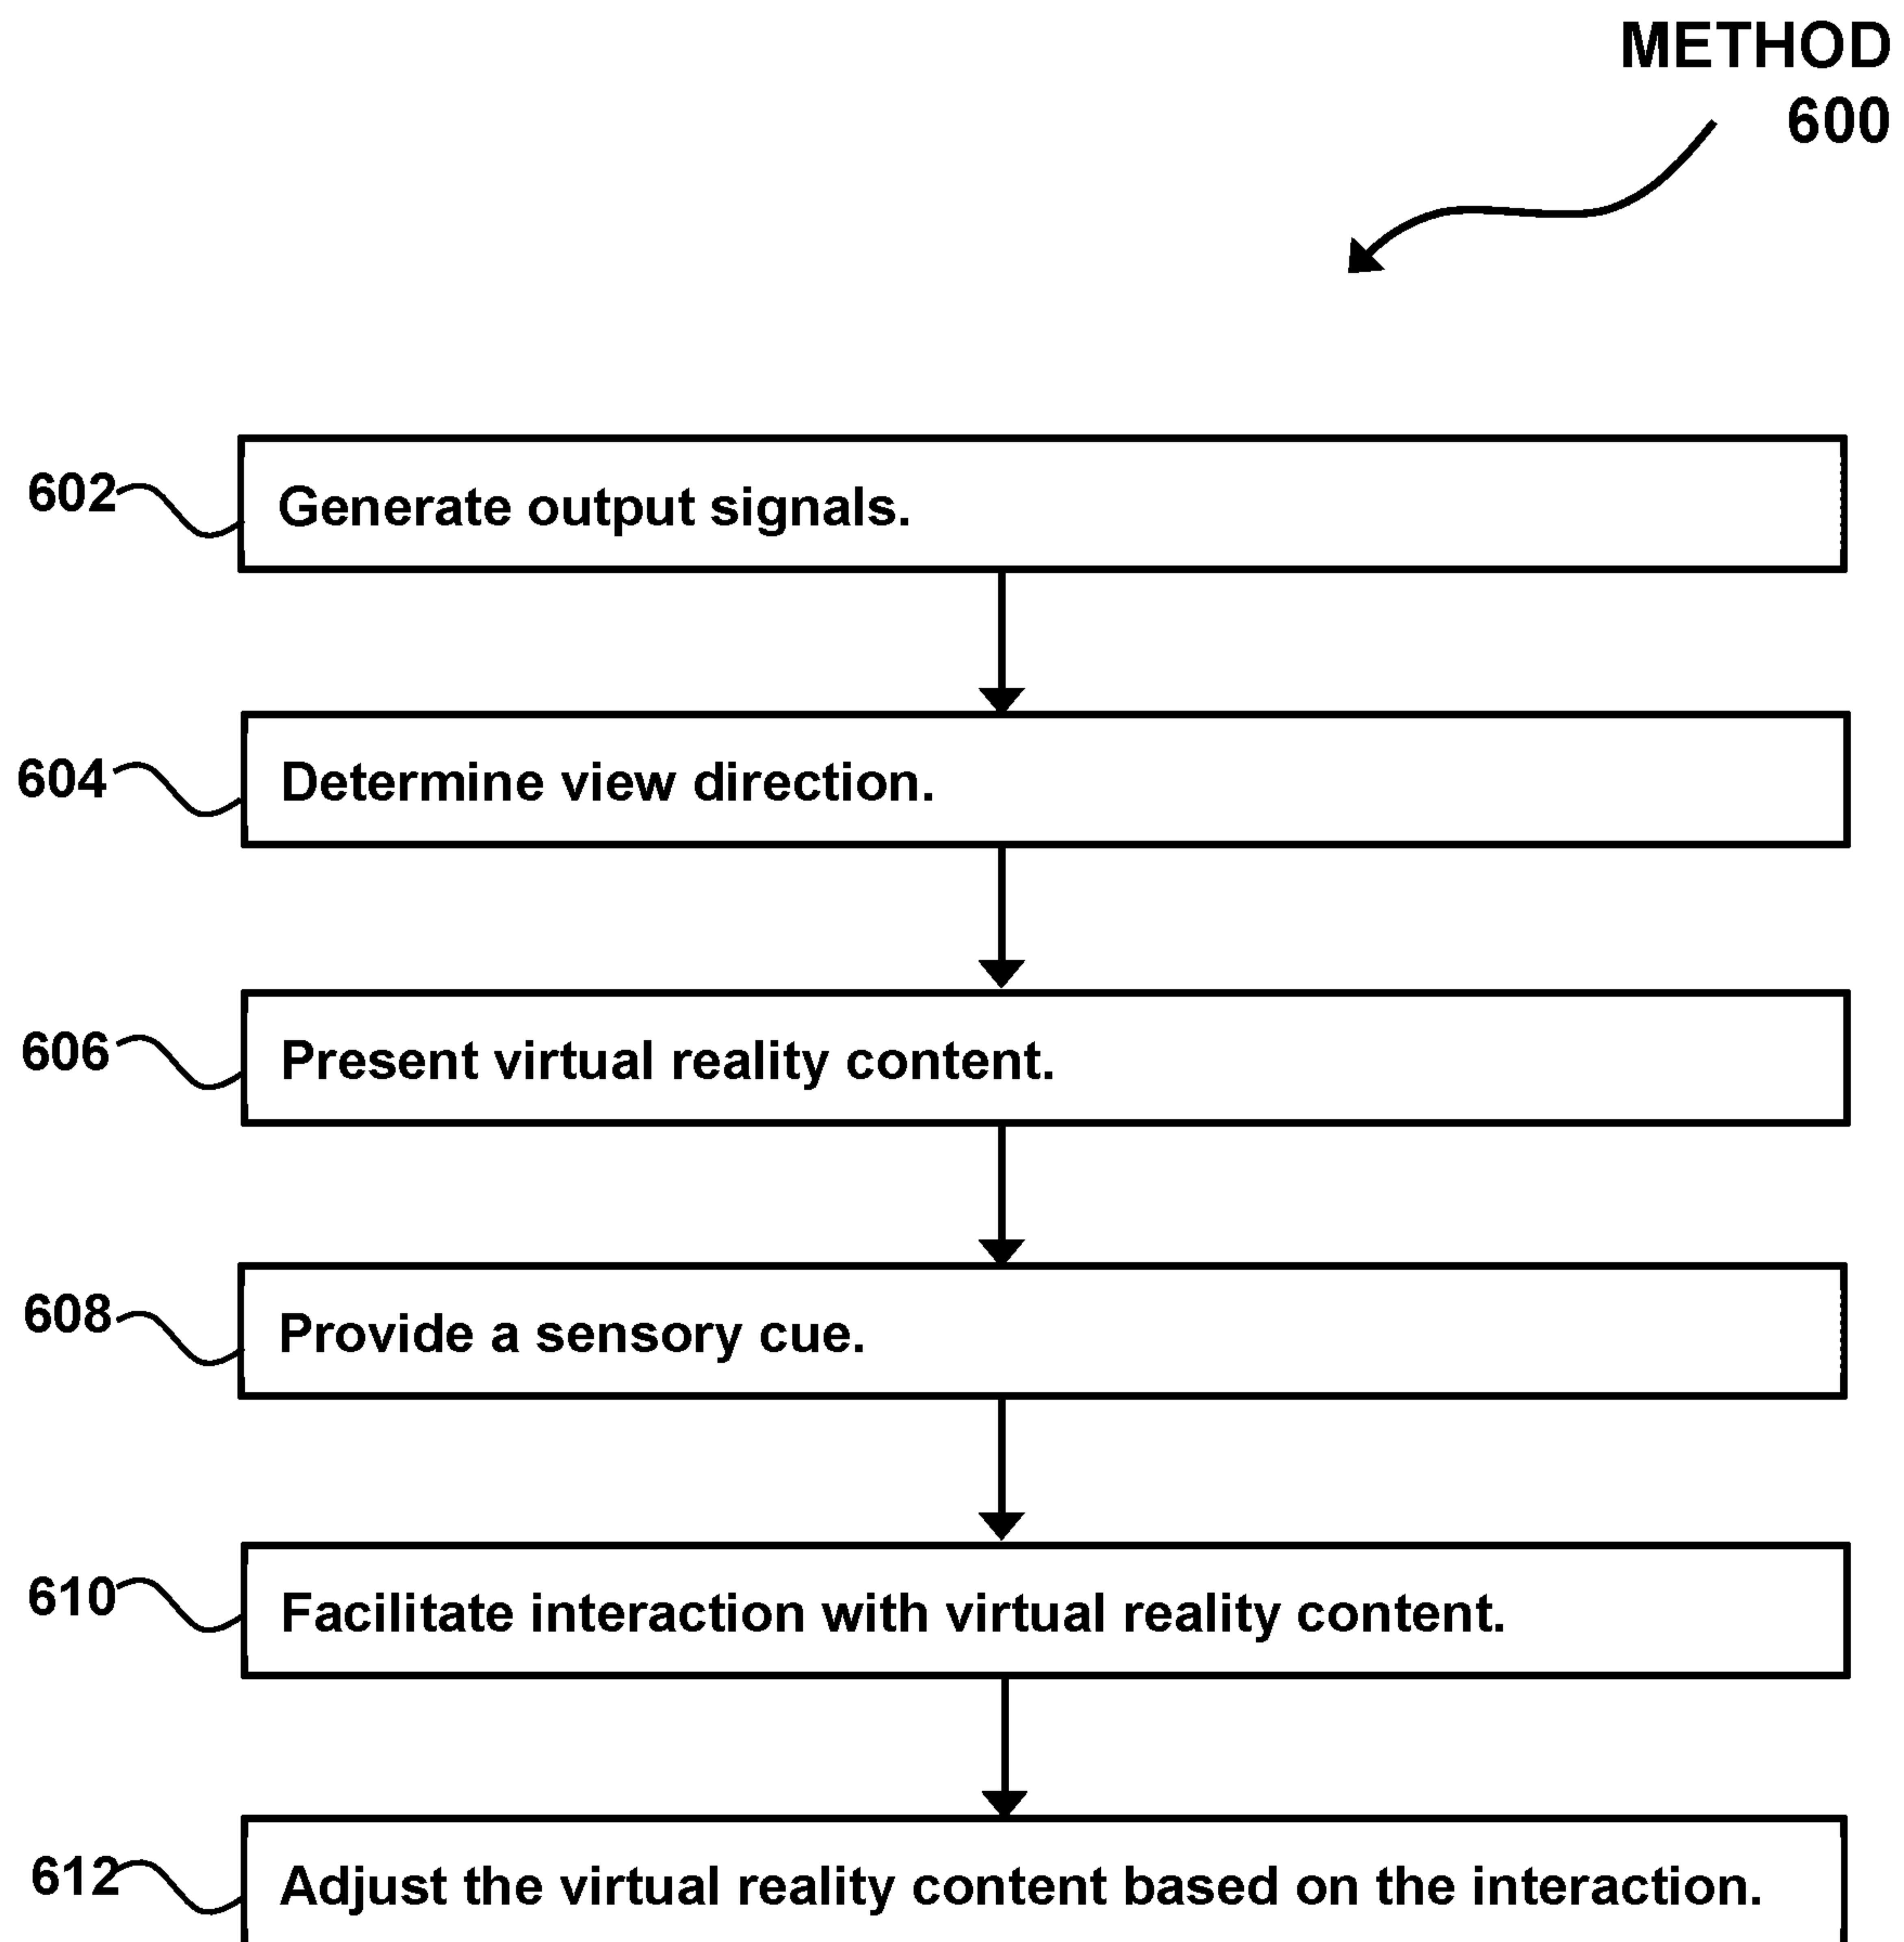 METHOD
600
602
Generate output signals.
604
Determine view direction.
606
Present virtual reality content.
608
Provide a sensory cue.
610
Facilitate interaction with virtual reality content.
612
Adjust the virtual reality content based on the interaction.